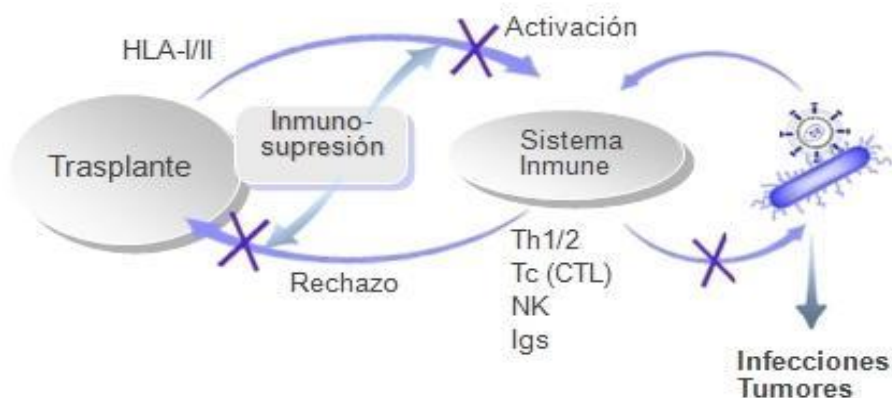 HLA-I/II
Activación
Inmuno-
supresión
Trasplante
Sistema
Inmune
Rechazo
Th1/2
Tc (CTL)
NK
Igs
Infecciones
Tumores